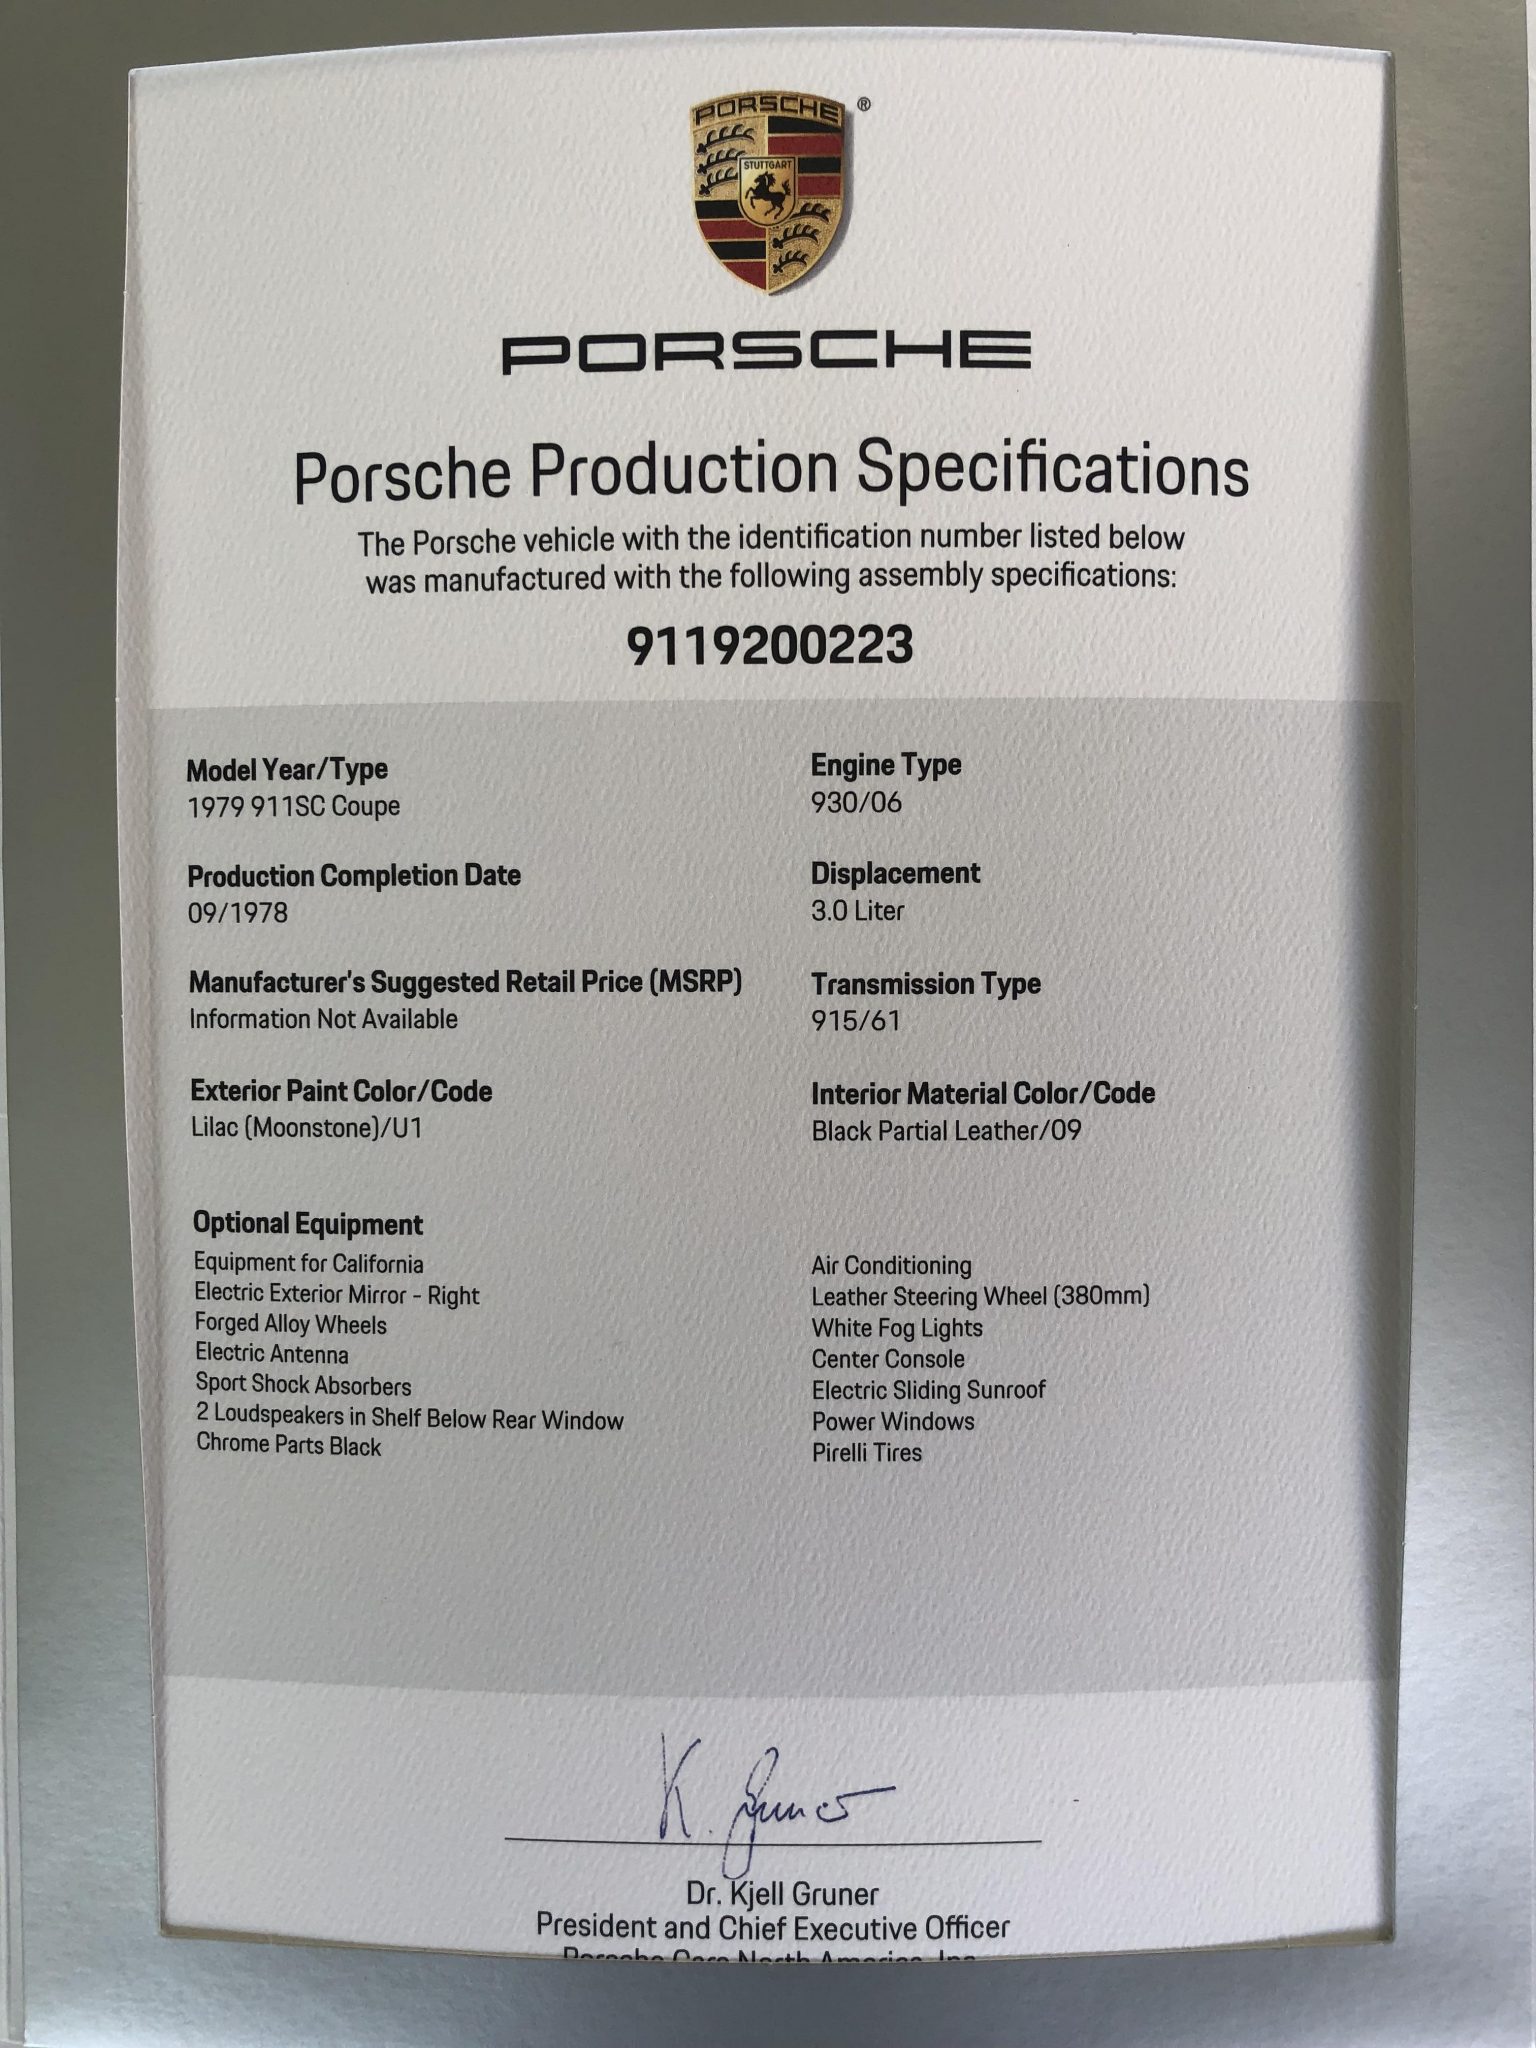 PORSCHE
®
STUTTGART
PORSCHE
Porsche Production Specifications
The Porsche vehicle with the identification number listed below
was manufactured with the following assembly specifications:
9119200223
Model Year/Type
1979 911SC Coupe
Engine Type
930/06
Production Completion Date
09/1978
Displacement
3.0 Liter
Manufacturer's Suggested Retail Price (MSRP)
Information Not Available
Transmission Type
915/61
Exterior Paint Color/Code
Lilac (Moonstone)/U1
Interior Material Color/Code
Black Partial Leather/09
Optional Equipment
Equipment for California
Electric Exterior Mirror - Right
Forged Alloy Wheels
Electric Antenna
Sport Shock Absorbers
2 Loudspeakers in Shelf Below Rear Window
Chrome Parts Black
Air Conditioning
Leather Steering Wheel (380mm)
White Fog Lights
Center Console
Electric Sliding Sunroof
Power Windows
Pirelli Tires
K. Gruner
Dr. Kjell Gruner
President and Chief Executive Officer
Porsche Cars North America, Inc.